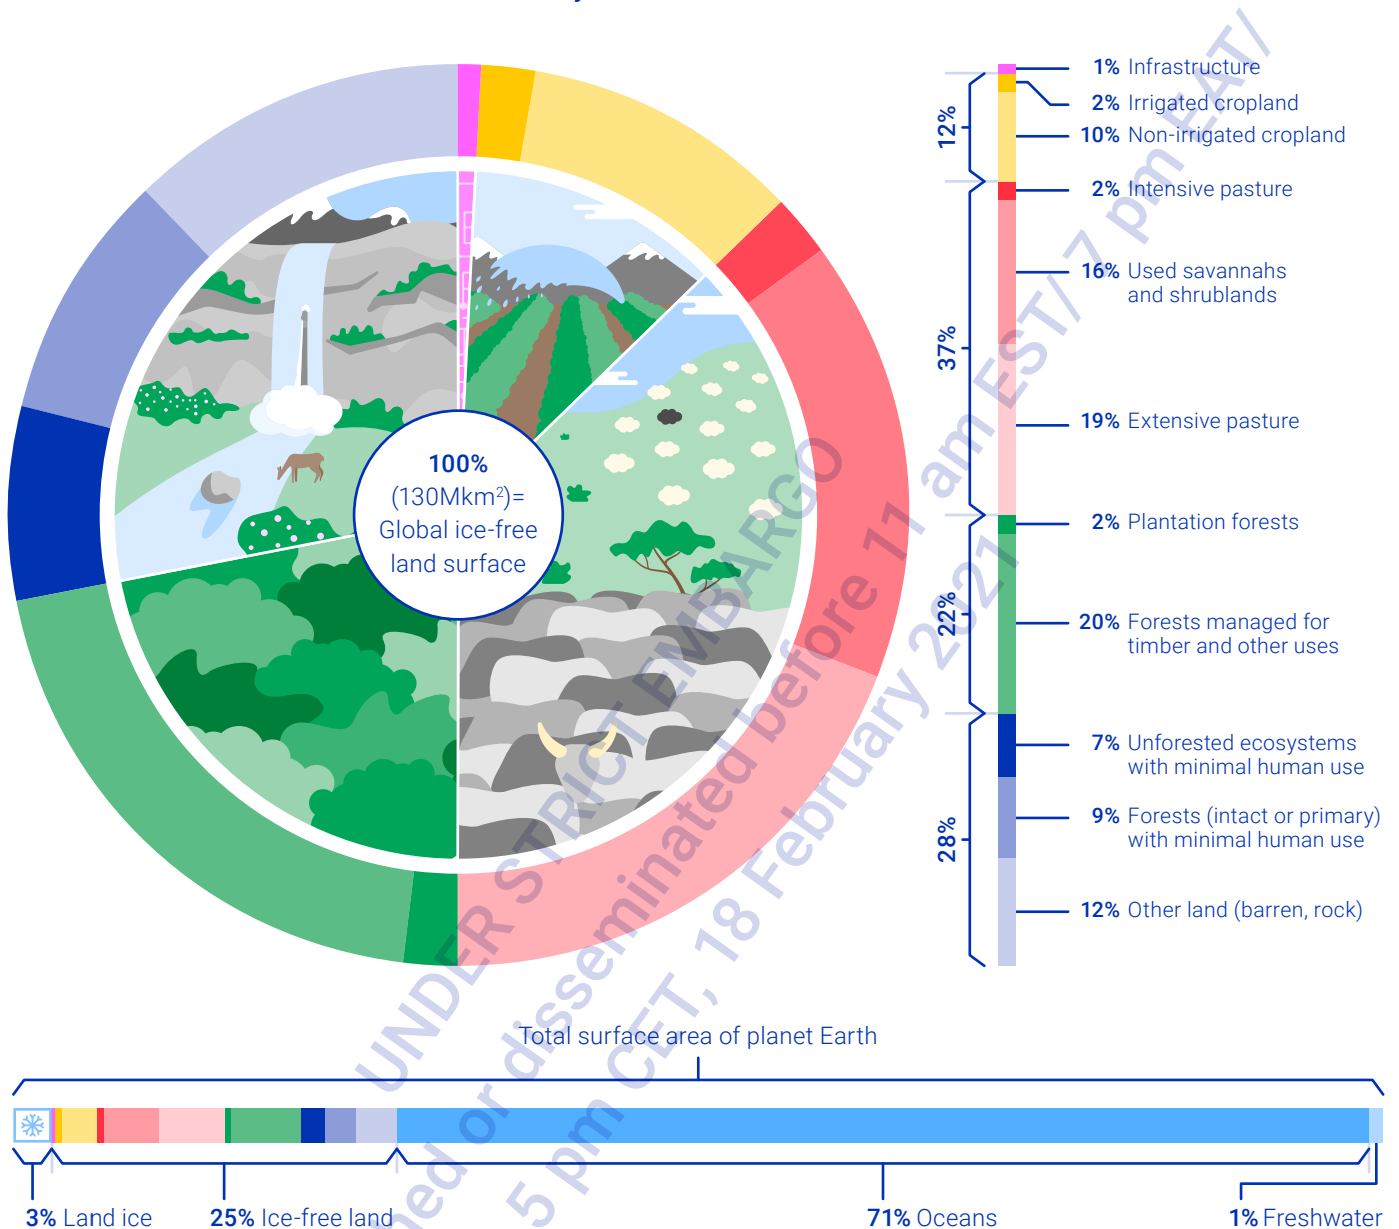 1% Infrastructure
2% Irrigated cropland
10% Non-irrigated cropland
12%
2% Intensive pasture
16% Used savannahs
and shrublands
19% Extensive pasture
37%
2% Plantation forests
20% Forests managed for
timber and other uses
22%
7% Unforested ecosystems
with minimal human use
9% Forests (intact or primary)
with minimal human use
12% Other land (barren, rock)
28%
100%
(130Mkm²)=
Global ice-free
land surface
Total surface area of planet Earth
3% Land ice
25% Ice-free land
71% Oceans
1% Freshwater
UNDER STRICT EMBARGO
or disseminated before 11 am EST/ 7 pm EAT/
5 pm CET, 18 February 2021